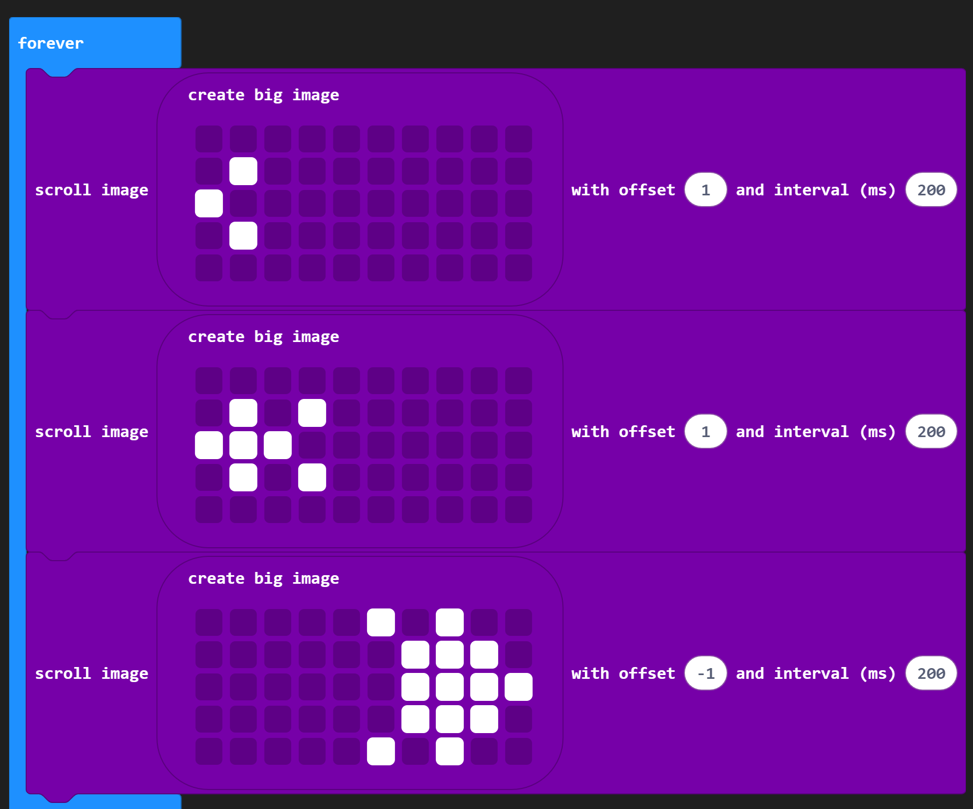 forever
create big image
scroll image with offset 1 and interval (ms) 200
create big image
scroll image with offset 1 and interval (ms) 200
create big image
scroll image with offset -1 and interval (ms) 200